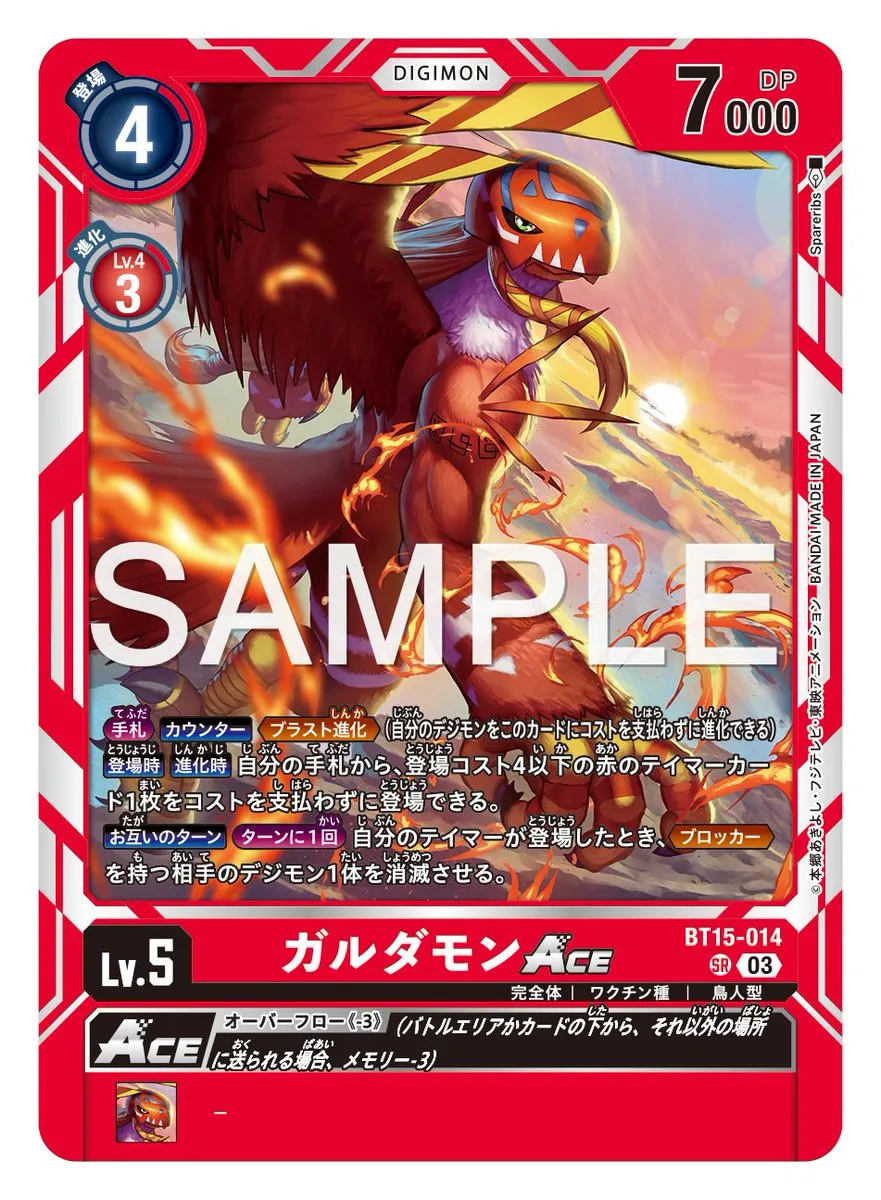 DIGIMON
登場
4
7000
DP
進化
Lv.4
3
Spareribs
SAMPLE
手札 カウンター ブラスト進化 (自分のデジモンをこのカードにコストを支払わずに進化できる)
登場時 進化時 自分の手札から、登場コスト4以下の赤のテイマーカー
ド1枚をコストを支払わずに登場できる。
お互いのターン ターンに1回 自分のテイマーが登場したとき、ブロッカー
を持つ相手のデジモン1体を消滅させる。
©本郷あきよし・フジテレビ・東映アニメーション BANDAI MADE IN JAPAN
Lv.5
ガルダモンACE
BT15-014
SR 03
完全体 | ワクチン種 | 鳥人型
ACE
オーバーフロー《-3》 (バトルエリアかカードの下から、それ以外の場所
に送られる場合、メモリー-3)
–